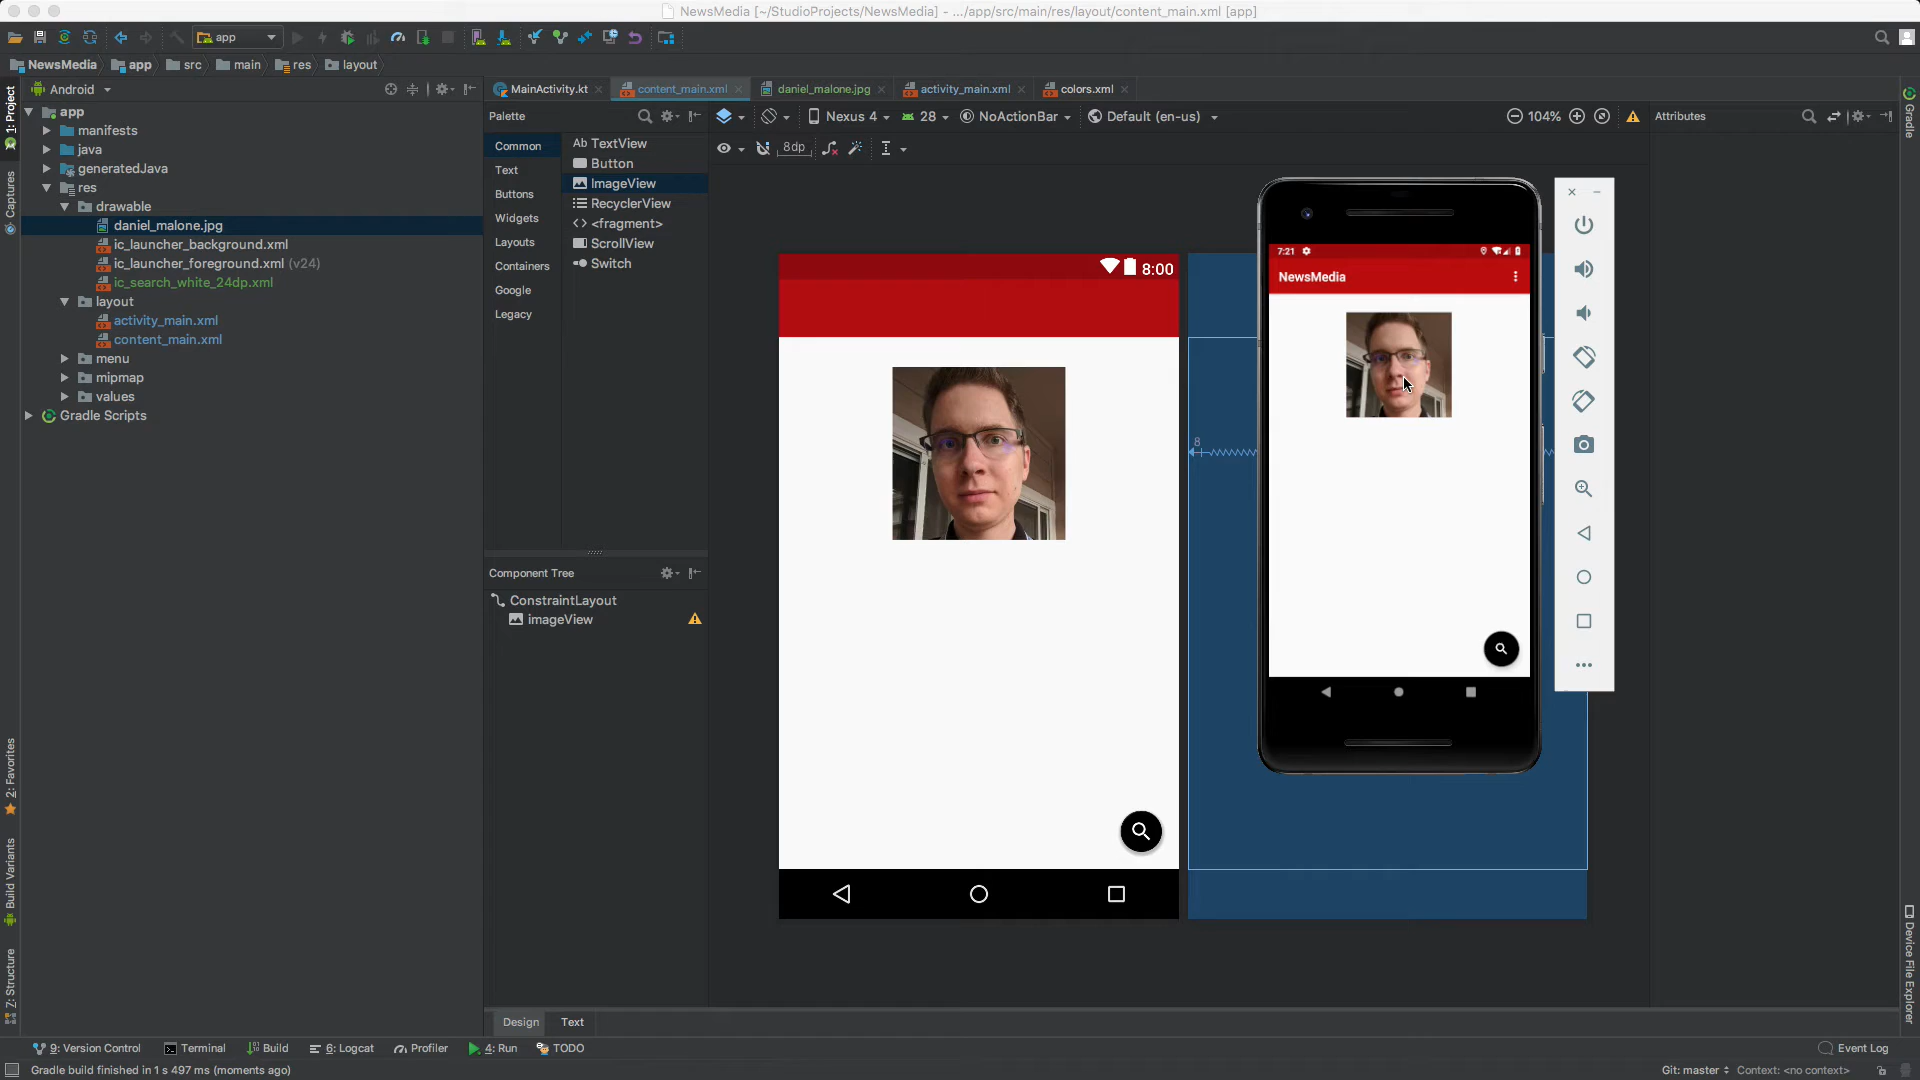 NewsMedia [~/StudioProjects/NewsMedia] - .../app/src/main/res/layout/content_main.xml [app]
app
NewsMedia app src main res layout
1: Project
Captures
2: Favorites
Build Variants
7: Structure
Android
app
manifests
java
generatedJava
res
drawable
daniel_malone.jpg
ic_launcher_background.xml
ic_launcher_foreground.xml (v24)
ic_search_white_24dp.xml
layout
activity_main.xml
content_main.xml
menu
mipmap
values
Gradle Scripts
MainActivity.kt content_main.xml daniel_malone.jpg activity_main.xml colors.xml
Palette
Common
Text
Buttons
Widgets
Layouts
Containers
Google
Legacy
Ab TextView
Button
ImageView
RecyclerView
<fragment>
ScrollView
Switch
Component Tree
ConstraintLayout
imageView
Nexus 4 28 NoActionBar Default (en-us) 104%
8dp
Attributes
8:00
8
7:21
NewsMedia
Gradle
Device File Explorer
Design Text
9: Version Control Terminal Build 6: Logcat Profiler 4: Run TODO Event Log
Gradle build finished in 1 s 497 ms (moments ago) Git: master Context: <no context>